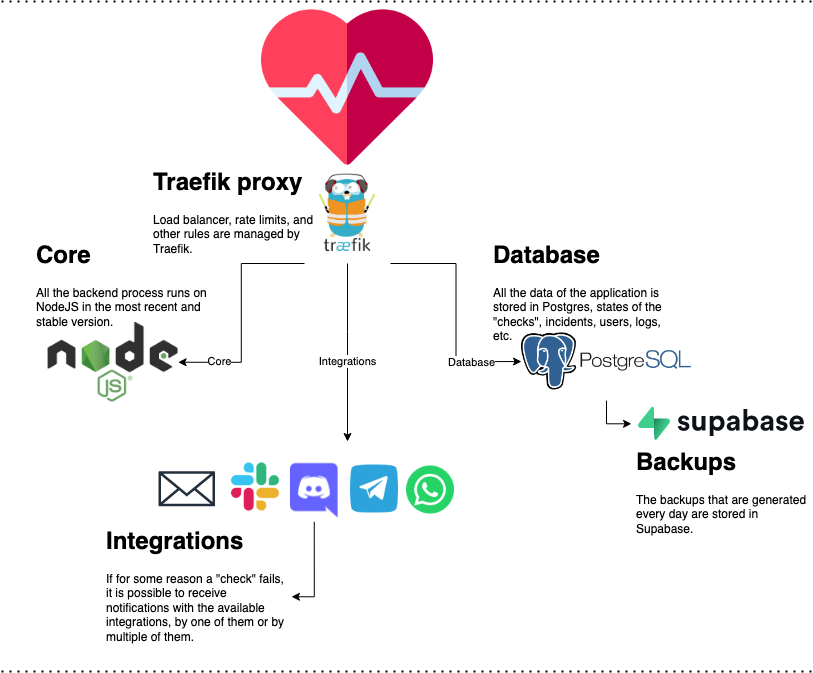 Traefik proxy
Load balancer, rate limits, and
other rules are managed by
Traefik.
træfik
Core
All the backend process runs on
NodeJS in the most recent and
stable version.
node
JS
®
Core
Integrations
Database
All the data of the application is
stored in Postgres, states of the
"checks", incidents, users, logs,
etc.
Database
PostgreSQL
supabase
Backups
The backups that are generated
every day are stored in
Supabase.
Integrations
If for some reason a "check" fails,
it is possible to receive
notifications with the available
integrations, by one of them or by
multiple of them.